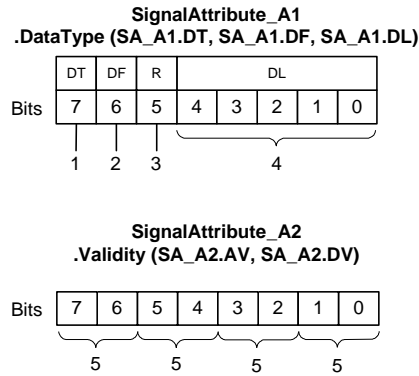 SignalAttribute_A1
.DataType (SA_A1.DT, SA_A1.DF, SA_A1.DL)
DT DF R DL
Bits 7 6 5 4 3 2 1 0
1 2 3 4
SignalAttribute_A2
.Validity (SA_A2.AV, SA_A2.DV)
Bits 7 6 5 4 3 2 1 0
5 5 5 5